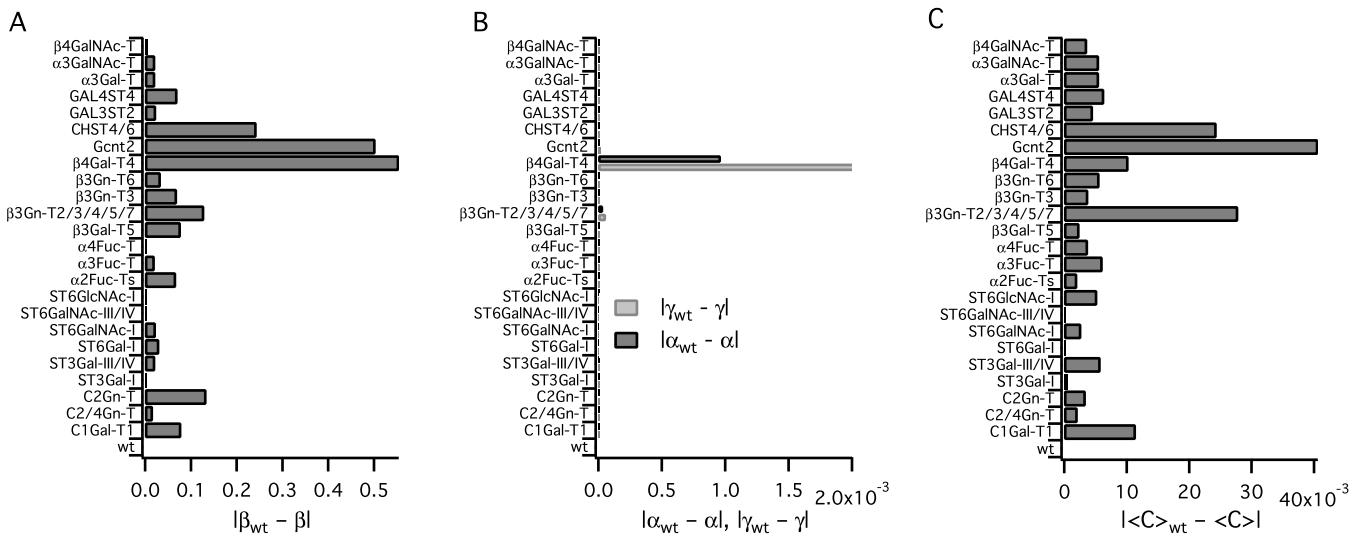 A
β4GalNAc-T
α3GalNAc-T
α3Gal-T
GAL4ST4
GAL3ST2
CHST4/6
Gcnt2
β4Gal-T4
β3Gn-T6
β3Gn-T3
β3Gn-T2/3/4/5/7
β3Gal-T5
α4Fuc-T
α3Fuc-T
α2Fuc-Ts
ST6GlcNAc-I
ST6GalNAc-III/IV
ST6GalNAc-I
ST6Gal-I
ST3Gal-III/IV
ST3Gal-I
C2Gn-T
C2/4Gn-T
C1Gal-T1
wt
0.0 0.1 0.2 0.3 0.4 0.5
|βwt - β|
B
β4GalNAc-T
α3GalNAc-T
α3Gal-T
GAL4ST4
GAL3ST2
CHST4/6
Gcnt2
β4Gal-T4
β3Gn-T6
β3Gn-T3
β3Gn-T2/3/4/5/7
β3Gal-T5
α4Fuc-T
α3Fuc-T
α2Fuc-Ts
ST6GlcNAc-I
ST6GalNAc-III/IV
ST6GalNAc-I
ST6Gal-I
ST3Gal-III/IV
ST3Gal-I
C2Gn-T
C2/4Gn-T
C1Gal-T1
wt
|γwt - γ|
|αwt - α|
0.0 0.5 1.0 1.5 2.0x10-3
|αwt - α|, |γwt - γ|
C
β4GalNAc-T
α3GalNAc-T
α3Gal-T
GAL4ST4
GAL3ST2
CHST4/6
Gcnt2
β4Gal-T4
β3Gn-T6
β3Gn-T3
β3Gn-T2/3/4/5/7
β3Gal-T5
α4Fuc-T
α3Fuc-T
α2Fuc-Ts
ST6GlcNAc-I
ST6GalNAc-III/IV
ST6GalNAc-I
ST6Gal-I
ST3Gal-III/IV
ST3Gal-I
C2Gn-T
C2/4Gn-T
C1Gal-T1
wt
0 10 20 30 40x10-3
|<C>wt - <C>|